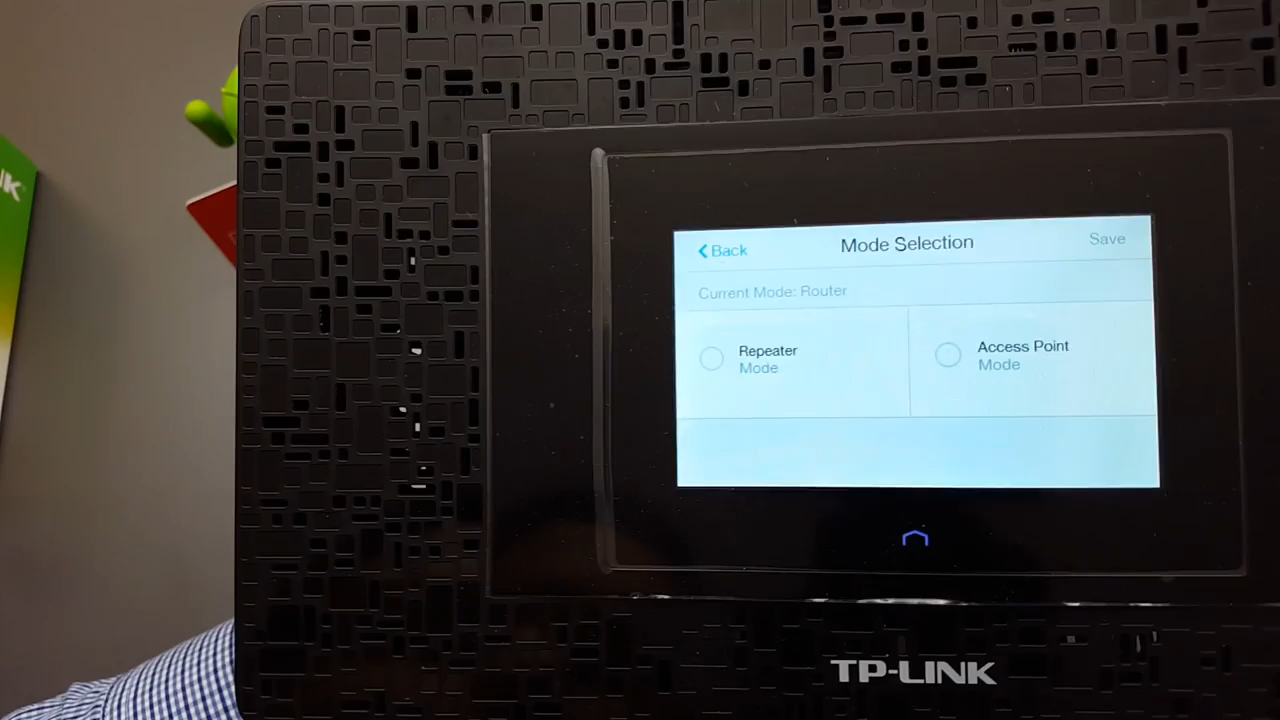 Back
Mode Selection
Save
Current Mode: Router
Repeater
Mode
Access Point
Mode
TP-LINK